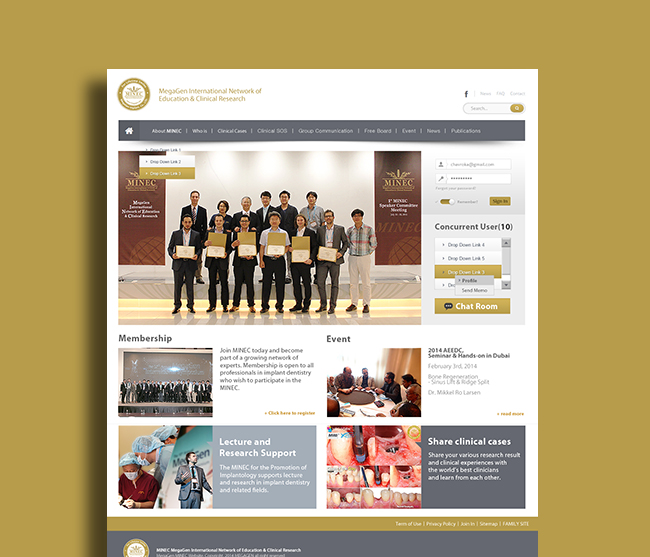 MINEC
MegaGen International Network of
Education & Clinical Research
f | News FAQ Contact
Search...
About MINEC | Who is | Clinical Cases | Clinical SOS | Group Communication | Free Board | Event | News | Publications
Drop Down Link 1
Drop Down Link 2
Drop Down Link 3
MINEC
Megagen
International
Network of Education
& Clinical Research
MINEC
1st MINEC
Speaker Committee
Meeting
MINEC
chavroka@gmail.com
Forgot your password?
Remember?
Sign In
Concurrent User(10)
Drop Down Link 4
Drop Down Link 5
Drop Down Link 3
Profile
Send Memo
Chat Room
Membership
Join MINEC today and become
part of a growing network of
experts. Membership is open to all
professionals in implant dentistry
who wish to participate in the
MINEC.
» Click here to register
Event
2014 AEEDC,
Seminar & Hands-on in Dubai
February 3rd, 2014
Bone Regeneration
- Sinus Lift & Ridge Split
Dr. Mikkel Ro Larsen
» read more
Lecture and
Research Support
The MINEC for the Promotion of
Implantology supports lecture
and research in implant dentistry
and related fields.
Share clinical cases
Share your various research result
and clinical experiences with
the world's best clinicians
and learn from each other.
Term of Use | Privacy Policy | Join-In | Sitemap | FAMILY SITE
MINEC MegaGen International Network of Education & Clinical Research
MegaGen MINEC Website Copyright, 2014 MEGAGEN all right reserved